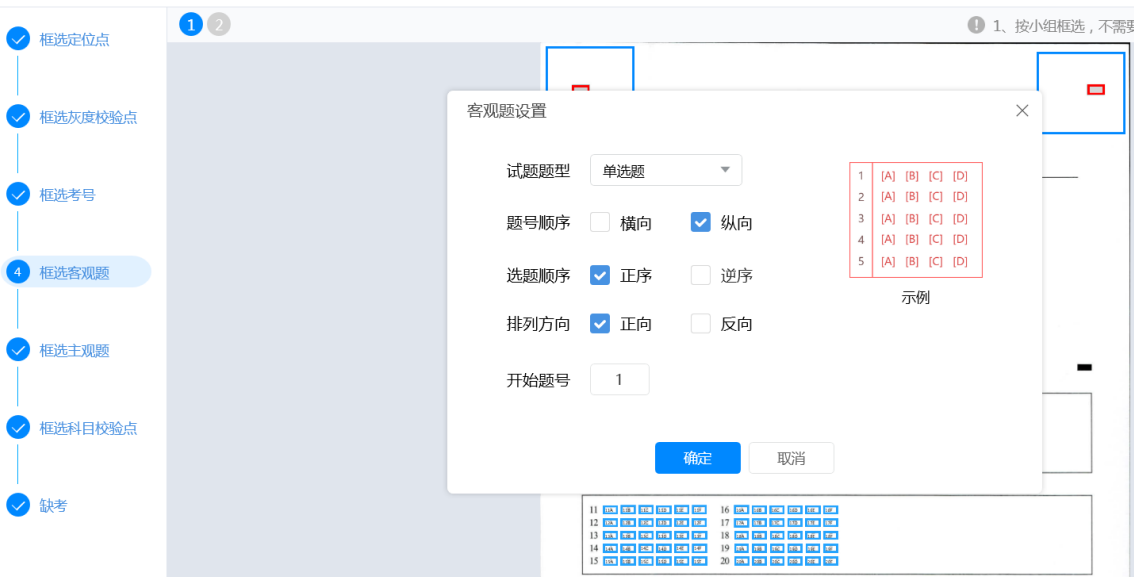 框选定位点
框选灰度校验点
框选考号
4 框选客观题
框选主观题
框选科目校验点
缺考
1 2
1、按小组框选，不需要
客观题设置
试题题型 单选题
题号顺序 横向 纵向
选题顺序 正序 逆序
排列方向 正向 反向
开始题号 1
确定 取消
1 [A] [B] [C] [D]
2 [A] [B] [C] [D]
3 [A] [B] [C] [D]
4 [A] [B] [C] [D]
5 [A] [B] [C] [D]
示例
11 16
12 17
13 18
14 19
15 20